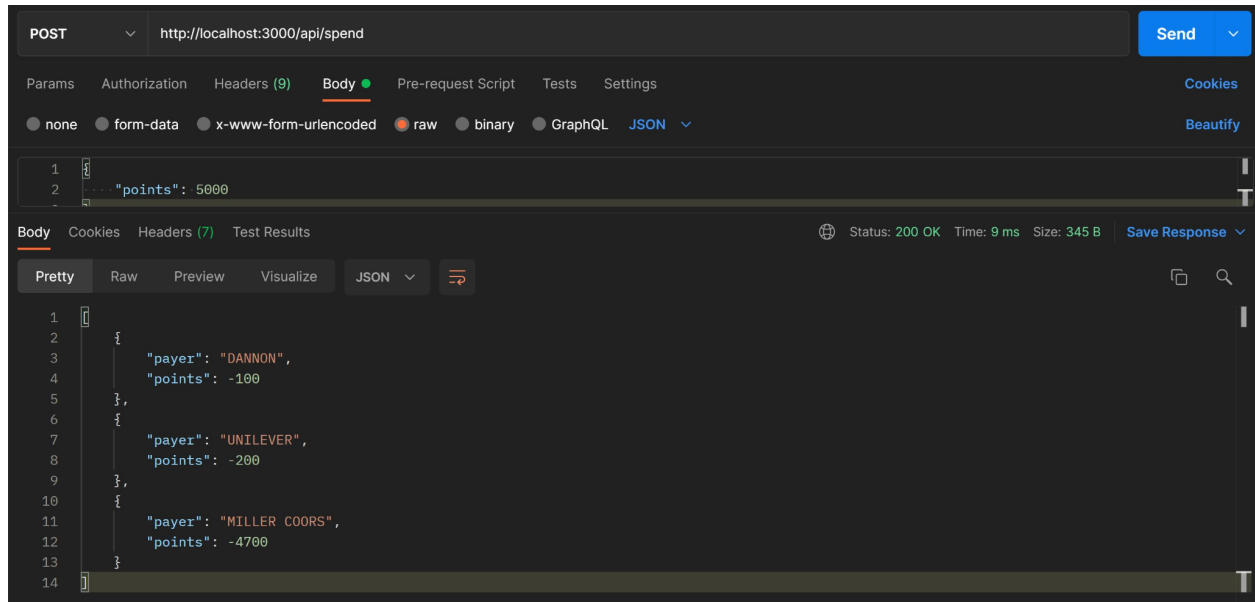 POST http://localhost:3000/api/spend Send
Params Authorization Headers (9) Body Pre-request Script Tests Settings Cookies
none form-data x-www-form-urlencoded raw binary GraphQL JSON Beautify
1 {
2 "points": 5000
Body Cookies Headers (7) Test Results Status: 200 OK Time: 9 ms Size: 345 B Save Response
Pretty Raw Preview Visualize JSON
1 [
2 {
3 "payer": "DANNON",
4 "points": -100
5 },
6 {
7 "payer": "UNILEVER",
8 "points": -200
9 },
10 {
11 "payer": "MILLER COORS",
12 "points": -4700
13 }
14 ]